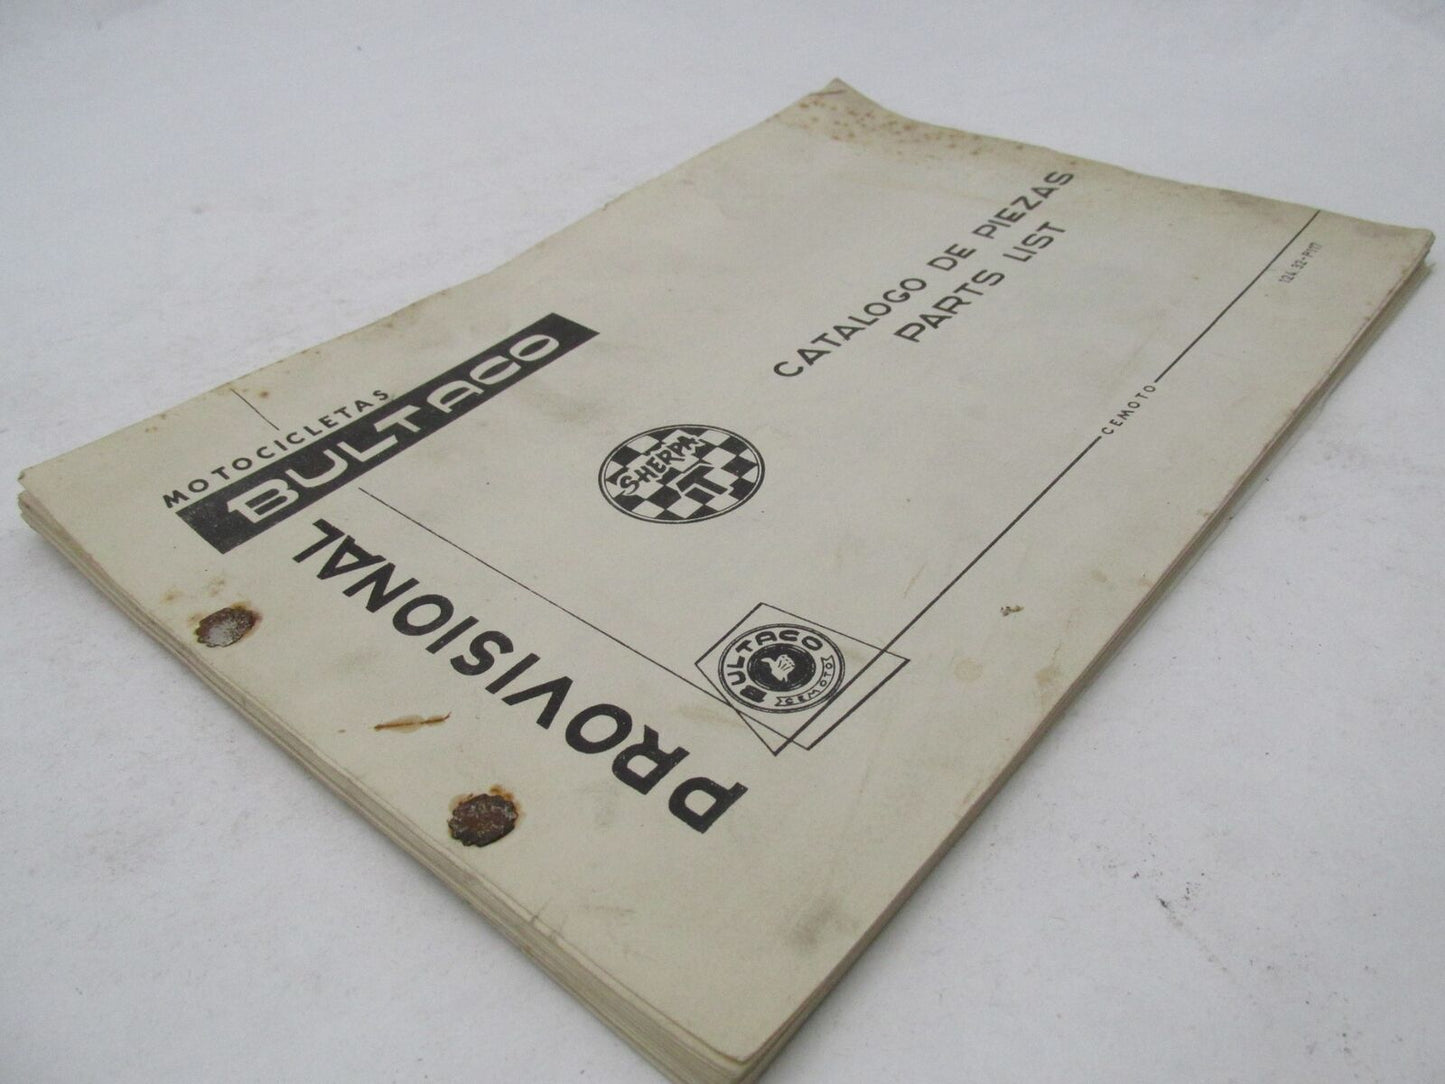 MOTOCICLETAS
BULTACO
PROVISIONAL
CATALOGO DE PIEZAS
PARTS LIST
SHERPA
T
BULTACO
CEMOTO
CEMOTO